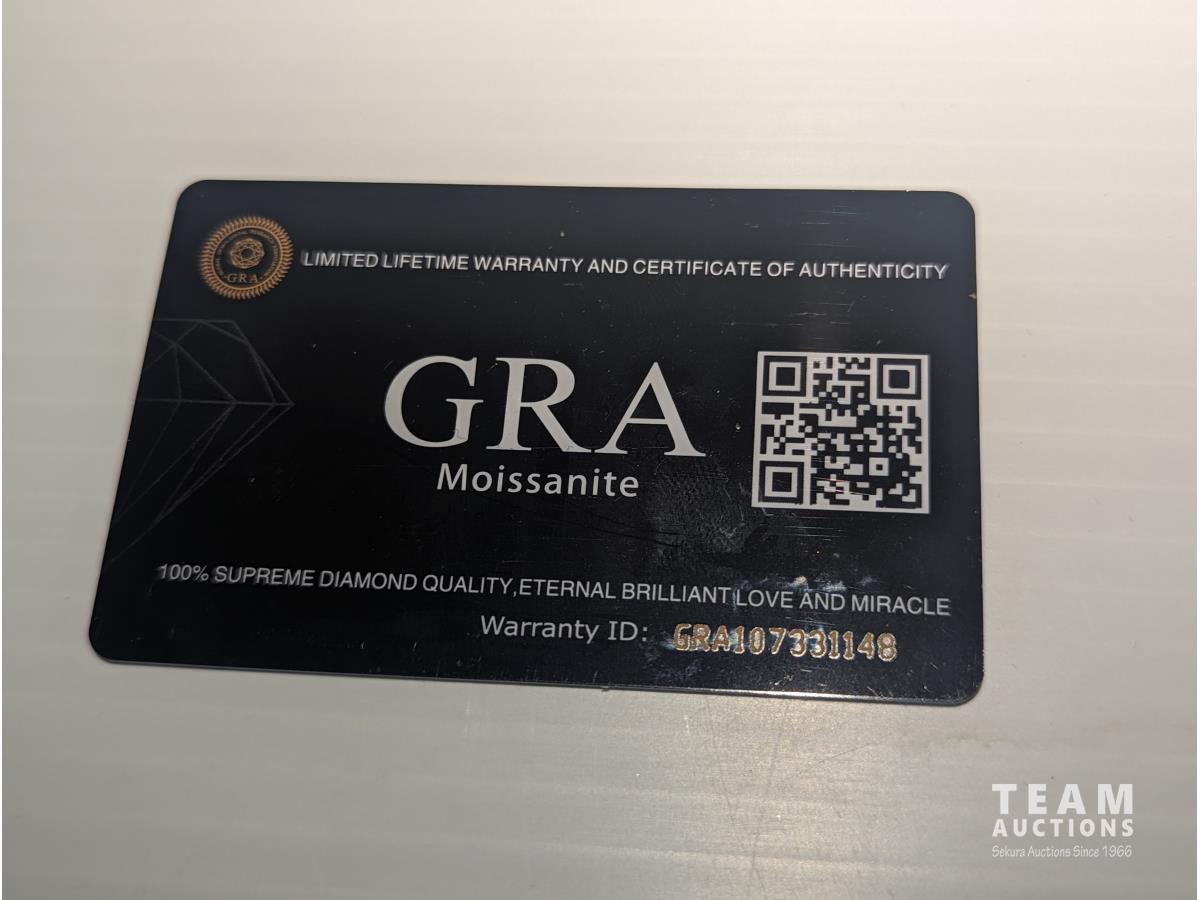 GRA
LIMITED LIFETIME WARRANTY AND CERTIFICATE OF AUTHENTICITY
GRA
Moissanite
100% SUPREME DIAMOND QUALITY,ETERNAL BRILLIANT LOVE AND MIRACLE
Warranty ID: GRA107331148
TEAM
AUCTIONS
Sekura Auctions Since 1966